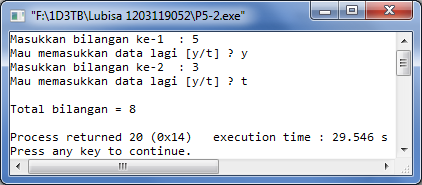 "F:\1D3TB\Lubisa 1203119052\P5-2.exe"
Masukkan bilangan ke-1  : 5
Mau memasukan data lagi [y/t] ? y
Masukkan bilangan ke-2  : 3
Mau memasukan data lagi [y/t] ? t
Total bilangan = 8
Process returned 20 (0x14)   execution time : 29.546 s
Press any key to continue.